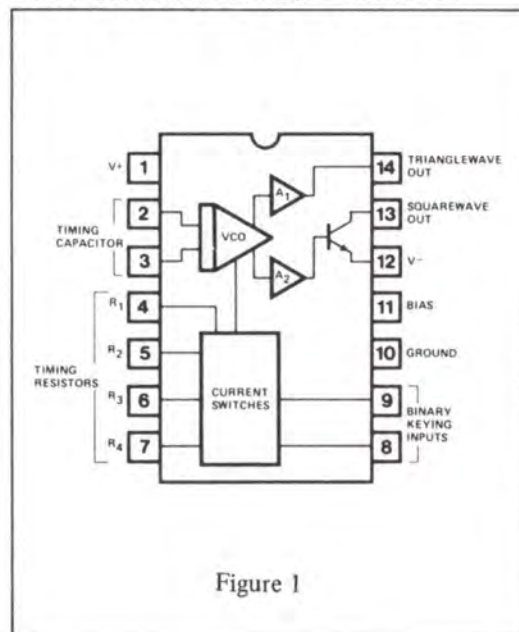 V+ 1
14 TRIANGLEWAVE
OUT
A1
2
13 SQUAREWAVE
OUT
TIMING
CAPACITOR
VCO
3
A2
12 V−
R1 4
11 BIAS
R2 5
10 GROUND
TIMING
RESISTORS
CURRENT
SWITCHES
R3 6
9 BINARY
KEYING
INPUTS
R4 7
8
Figure 1